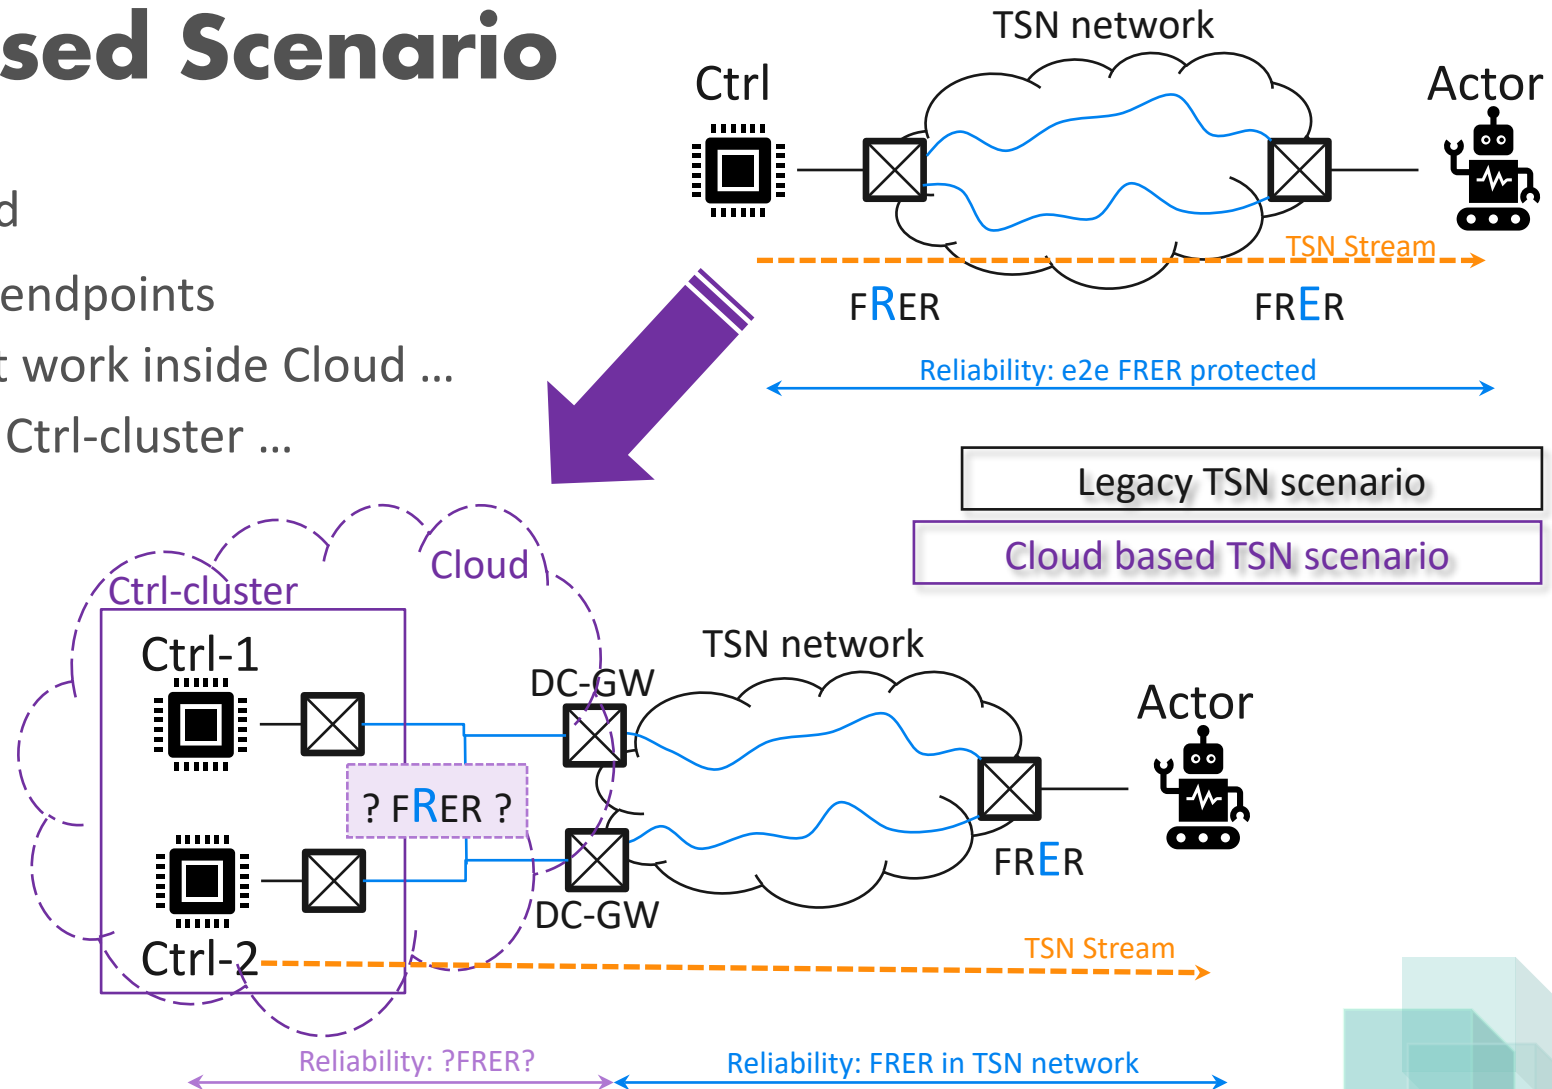 sed Scenario
d
endpoints
t work inside Cloud ...
Ctrl-cluster ...
TSN network
Ctrl
Actor
TSN Stream
FRER
FRER
Reliability: e2e FRER protected
Legacy TSN scenario
Cloud based TSN scenario
Cloud
Ctrl-cluster
Ctrl-1
DC-GW
TSN network
Actor
? FRER ?
FRER
DC-GW
Ctrl-2
TSN Stream
Reliability: ?FRER?
Reliability: FRER in TSN network